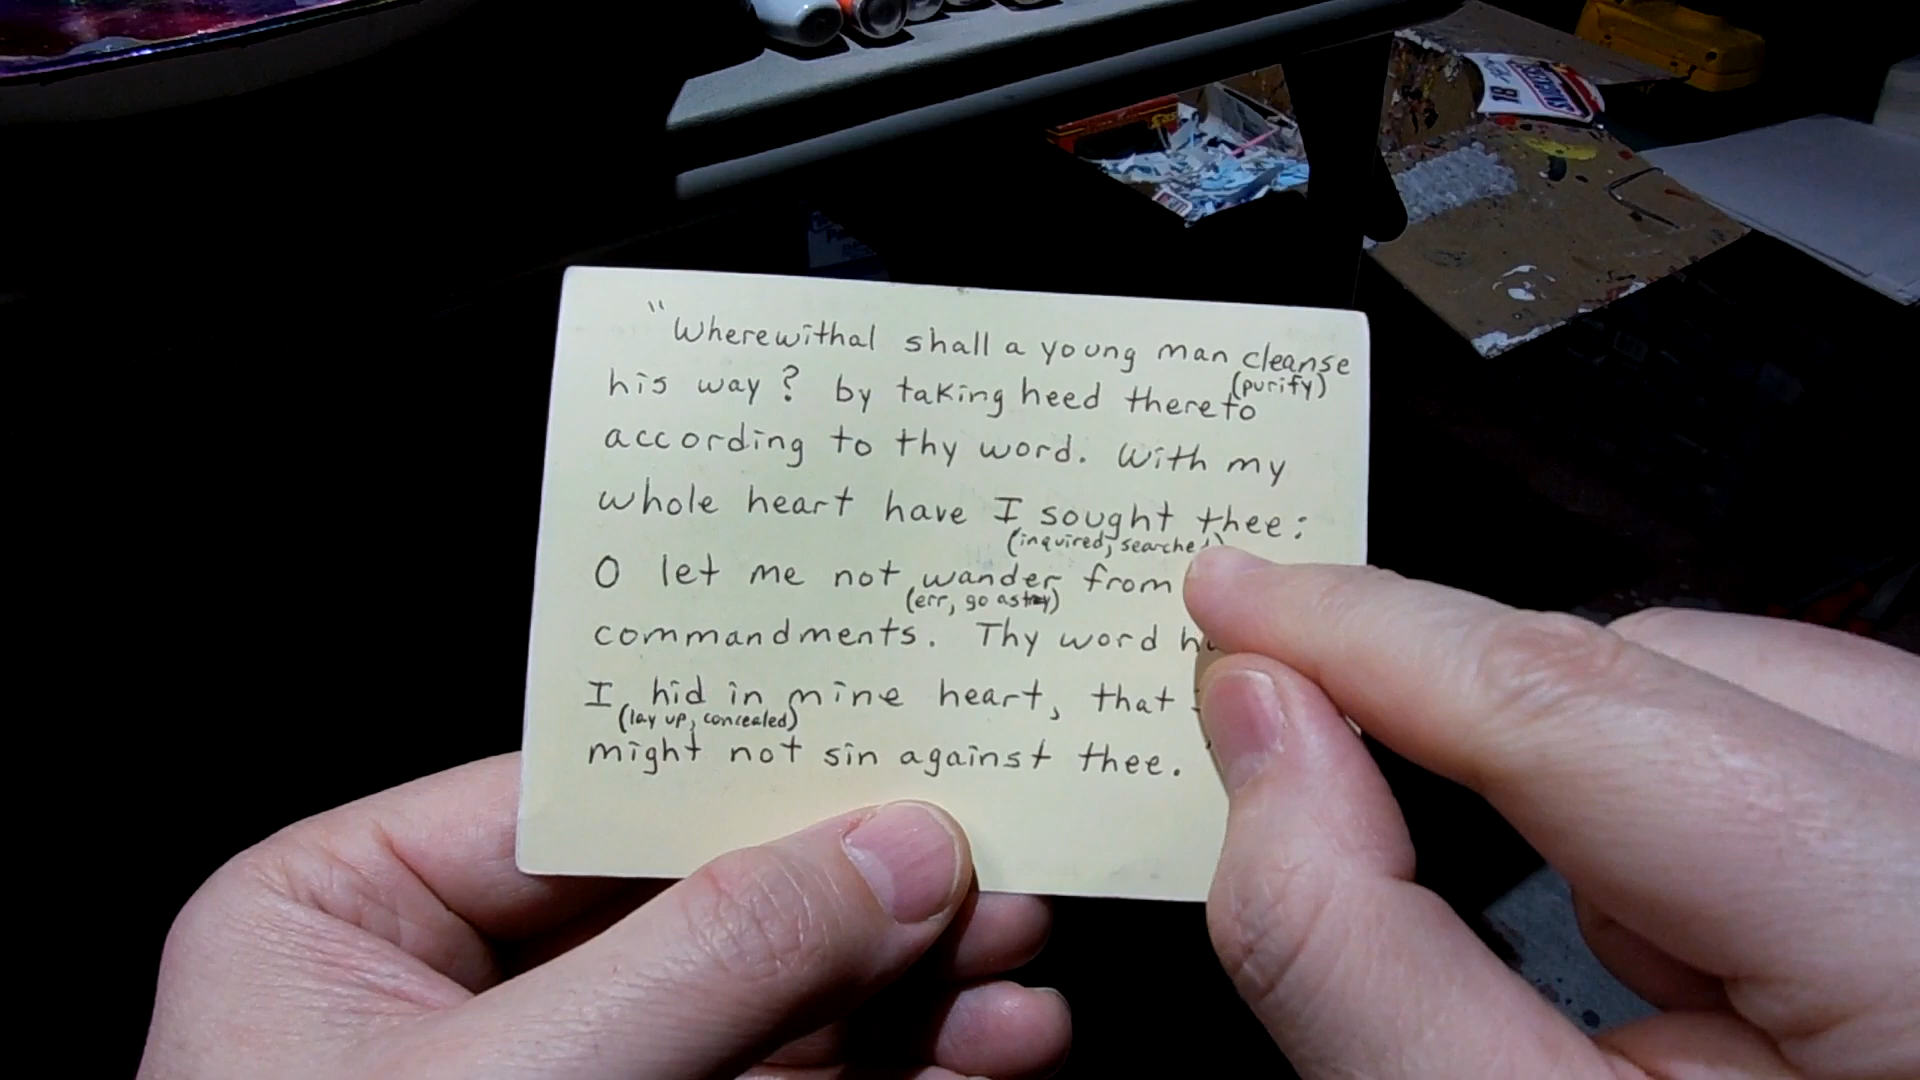 "Wherewithal shall a young man cleanse
(purify)
his way? by taking heed thereto
according to thy word. With my
whole heart have I sought thee:
(inquired, searched)
O let me not wander from
(err, go astray)
commandments. Thy word
I hid in mine heart, that
(lay up, concealed)
might not sin against thee.
18